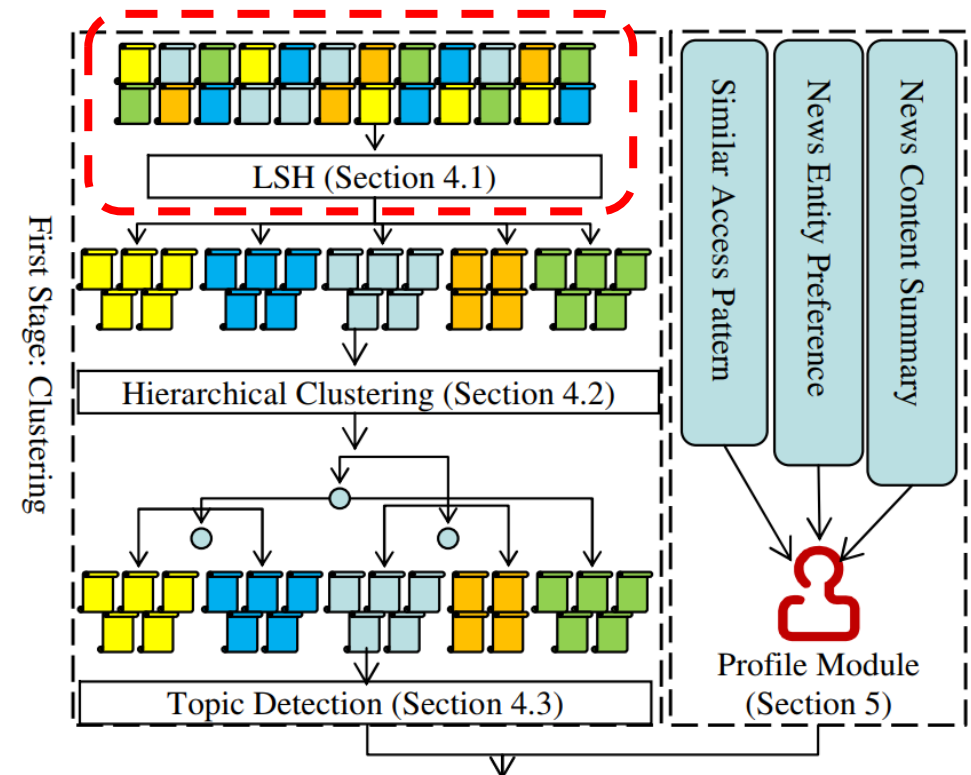 LSH (Section 4.1)
First Stage: Clustering
Hierarchical Clustering (Section 4.2)
Topic Detection (Section 4.3)
Similar Access Pattern
News Entity Preference
News Content Summary
Profile Module
(Section 5)